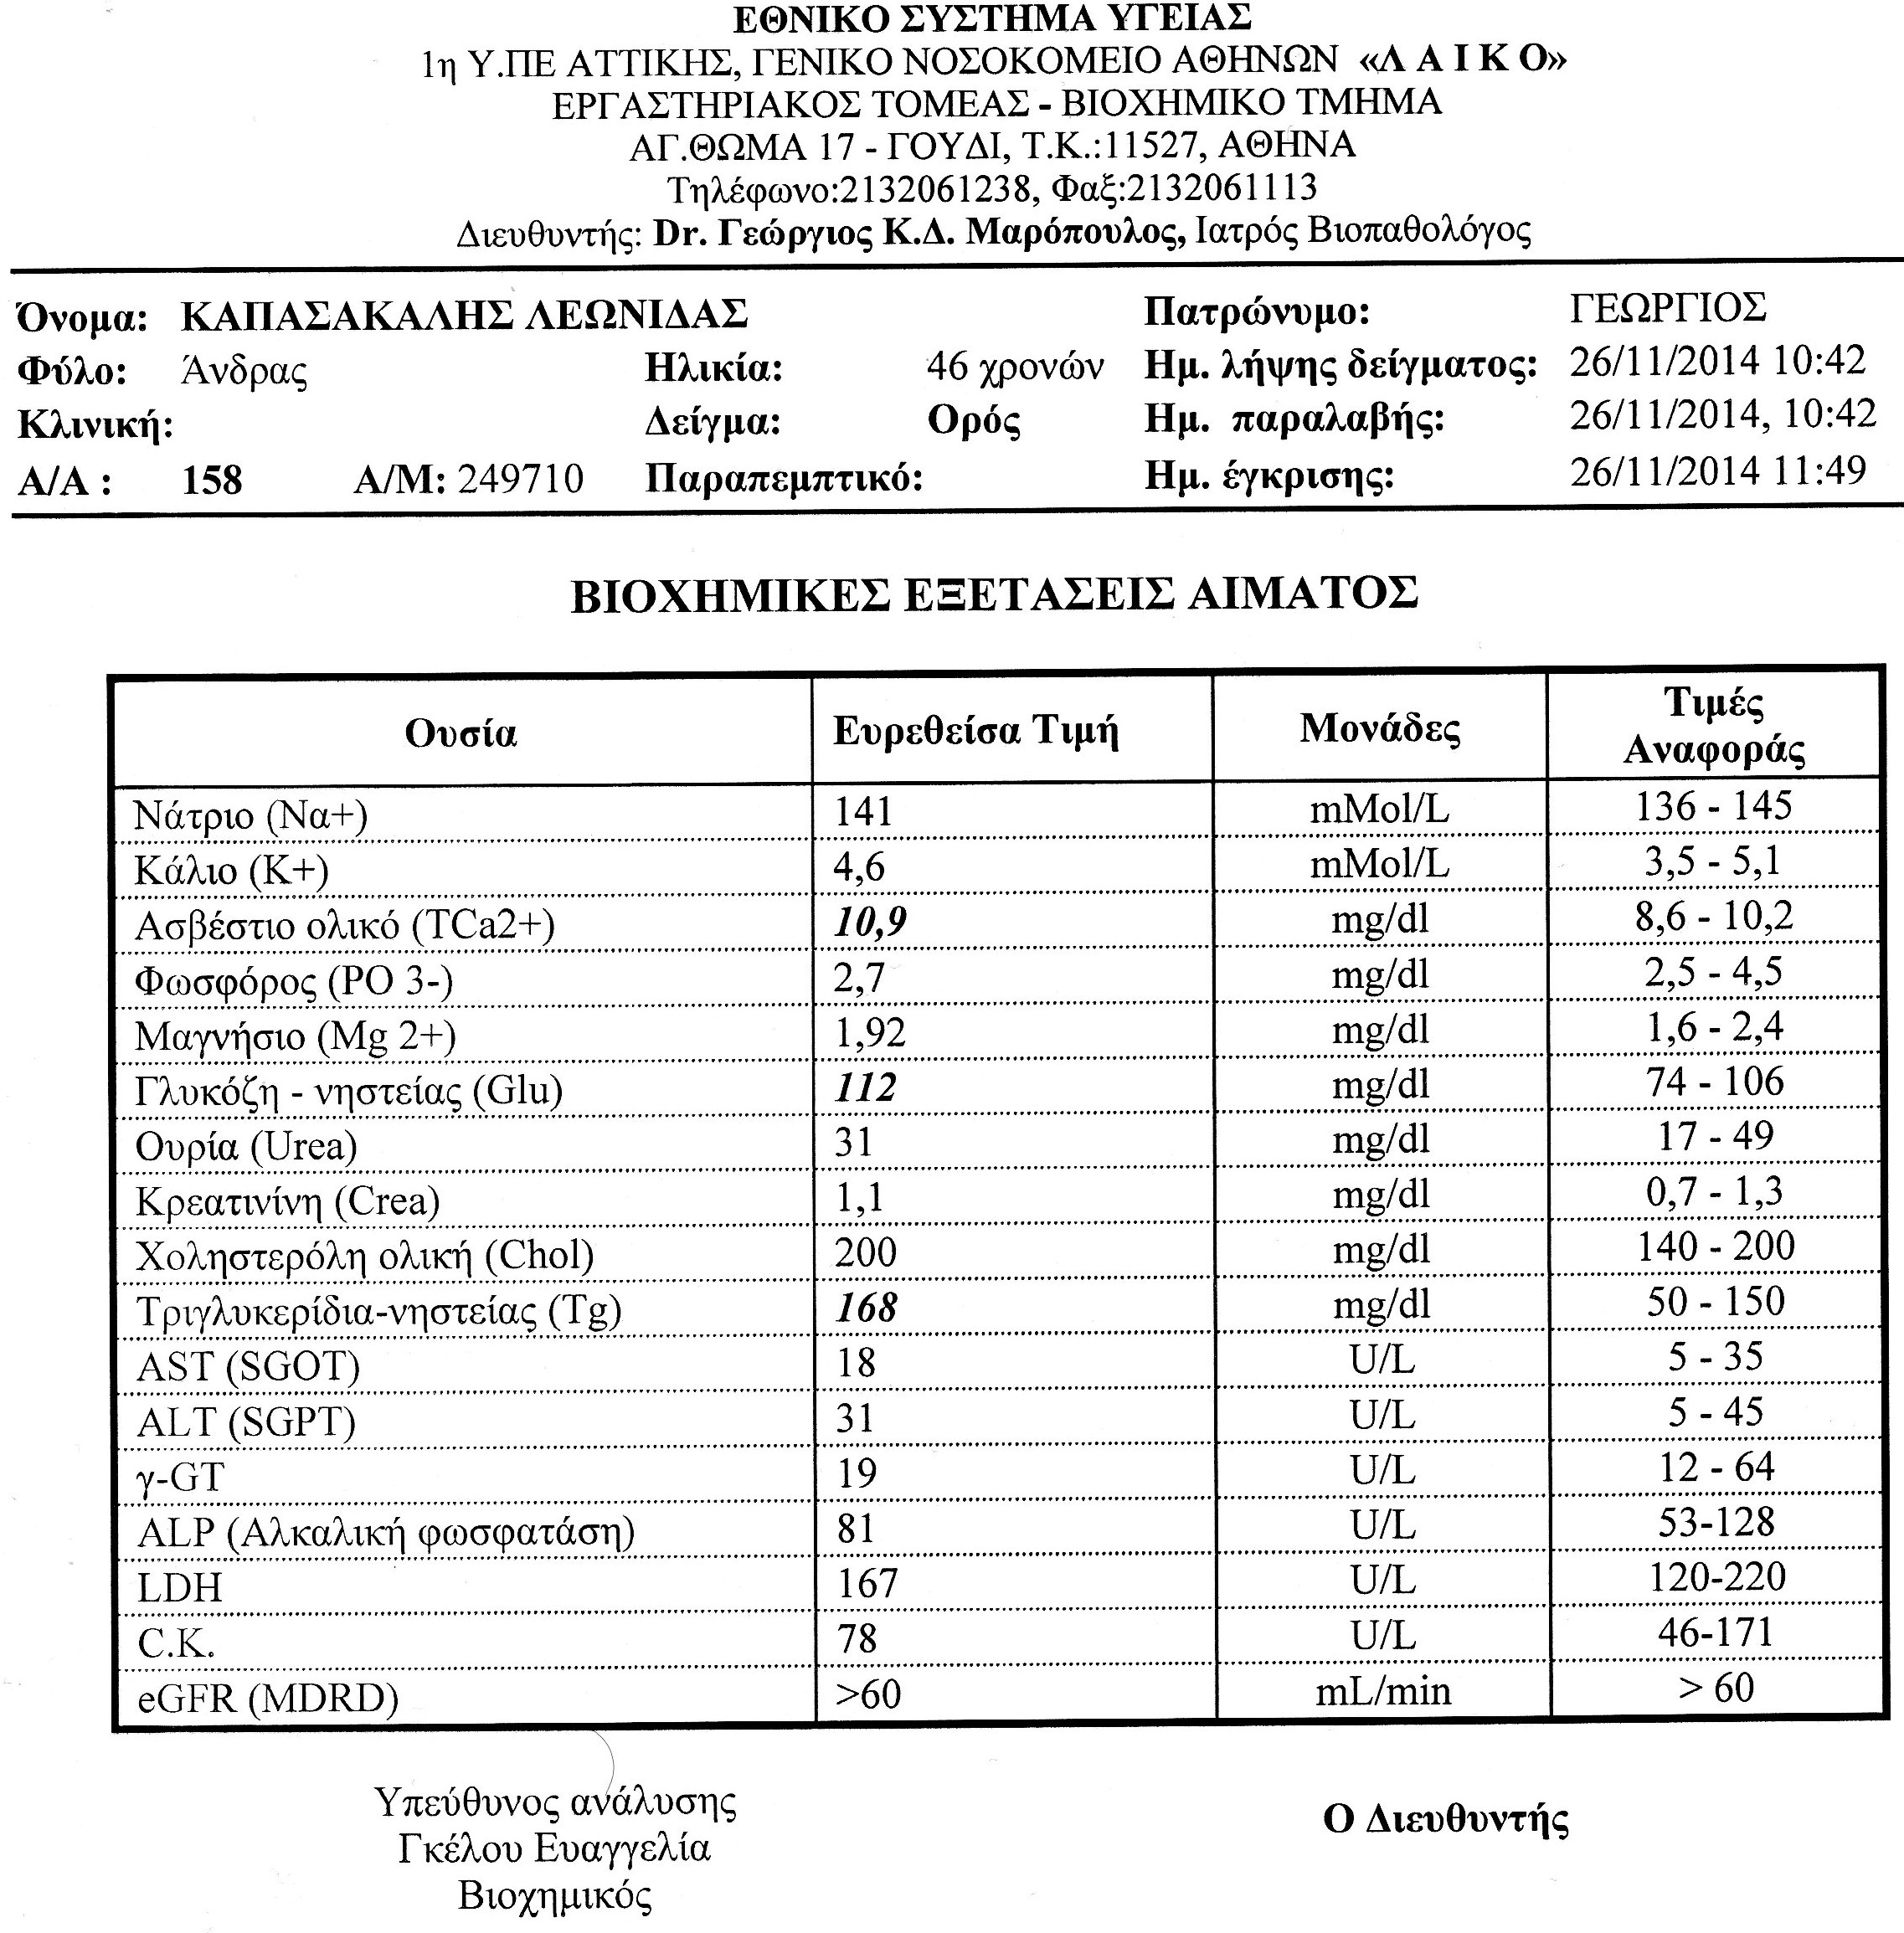 ΕΘΝΙΚΟ ΣΥΣΤΗΜΑ ΥΓΕΙΑΣ
1η Υ.ΠΕ ΑΤΤΙΚΗΣ, ΓΕΝΙΚΟ ΝΟΣΟΚΟΜΕΙΟ ΑΘΗΝΩΝ «Λ Α Ι Κ Ο»
ΕΡΓΑΣΤΗΡΙΑΚΟΣ ΤΟΜΕΑΣ - ΒΙΟΧΗΜΙΚΟ ΤΜΗΜΑ
ΑΓ.ΘΩΜΑ 17 - ΓΟΥΔΙ, Τ.Κ.:11527, ΑΘΗΝΑ
Τηλέφωνο:2132061238, Φαξ:2132061113
Διευθυντής: Dr. Γεώργιος Κ.Δ. Μαρόπουλος, Ιατρός Βιοπαθολόγος
Όνομα: ΚΑΠΑΣΑΚΑΛΗΣ ΛΕΩΝΙΔΑΣ Πατρώνυμο: ΓΕΩΡΓΙΟΣ
Φύλο: Άνδρας Ηλικία: 46 χρονών Ημ. λήψης δείγματος: 26/11/2014 10:42
Κλινική: Δείγμα: Ορός Ημ. παραλαβής: 26/11/2014, 10:42
Α/Α : 158 Α/Μ: 249710 Παραπεμπτικό: Ημ. έγκρισης: 26/11/2014 11:49
ΒΙΟΧΗΜΙΚΕΣ ΕΞΕΤΑΣΕΙΣ ΑΙΜΑΤΟΣ
Ουσία Ευρεθείσα Τιμή Μονάδες Τιμές Αναφοράς
Νάτριο (Να+) 141 mMol/L 136 - 145
Κάλιο (Κ+) 4,6 mMol/L 3,5 - 5,1
Ασβέστιο ολικό (TCa2+) 10,9 mg/dl 8,6 - 10,2
Φωσφόρος (PO 3-) 2,7 mg/dl 2,5 - 4,5
Μαγνήσιο (Mg 2+) 1,92 mg/dl 1,6 - 2,4
Γλυκόζη - νηστείας (Glu) 112 mg/dl 74 - 106
Ουρία (Urea) 31 mg/dl 17 - 49
Κρεατινίνη (Crea) 1,1 mg/dl 0,7 - 1,3
Χοληστερόλη ολική (Chol) 200 mg/dl 140 - 200
Τριγλυκερίδια-νηστείας (Tg) 168 mg/dl 50 - 150
AST (SGOT) 18 U/L 5 - 35
ALT (SGPT) 31 U/L 5 - 45
γ-GT 19 U/L 12 - 64
ALP (Αλκαλική φωσφατάση) 81 U/L 53-128
LDH 167 U/L 120-220
C.K. 78 U/L 46-171
eGFR (MDRD) >60 mL/min > 60
Υπεύθυνος ανάλυσης
Γκέλου Ευαγγελία
Βιοχημικός
Ο Διευθυντής